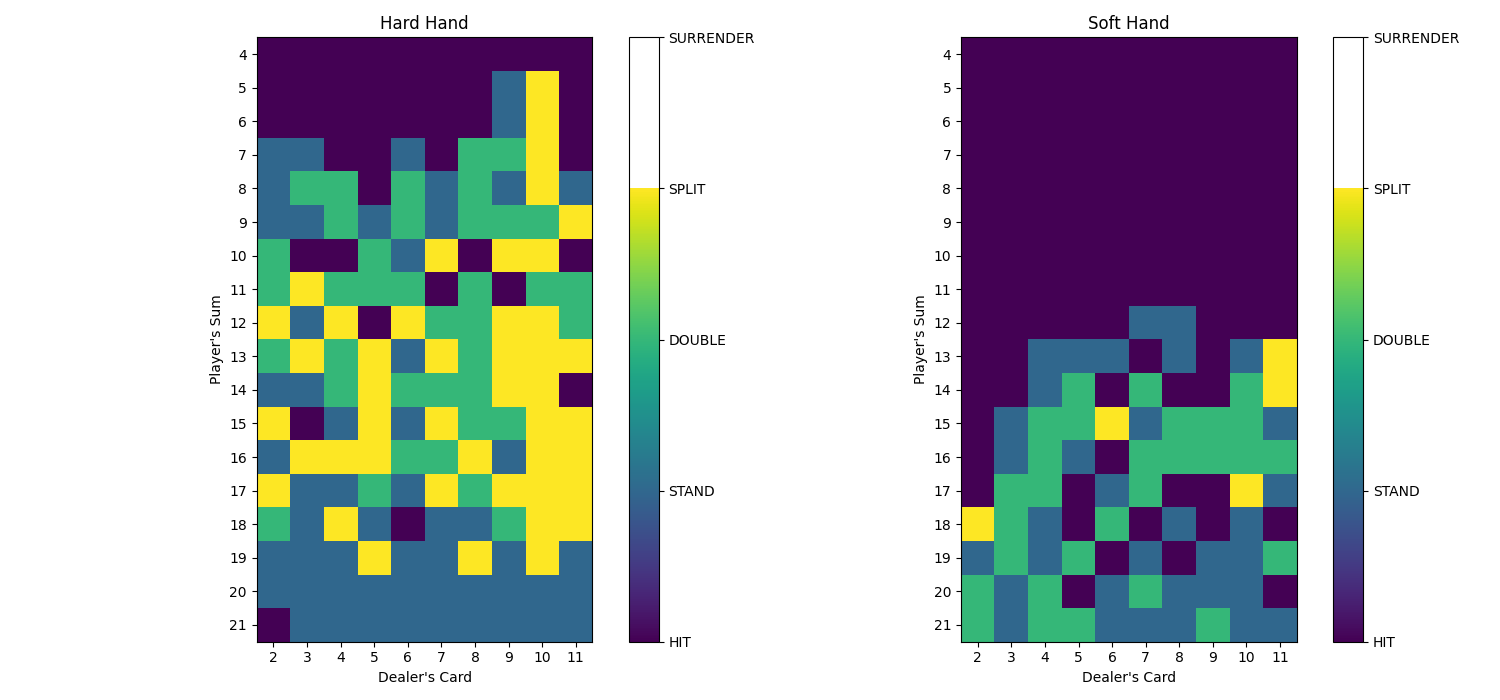 Hard Hand
Player's Sum
4
5
6
7
8
9
10
11
12
13
14
15
16
17
18
19
20
21
2 3 4 5 6 7 8 9 10 11
Dealer's Card
SURRENDER
SPLIT
DOUBLE
STAND
HIT
Soft Hand
Player's Sum
4
5
6
7
8
9
10
11
12
13
14
15
16
17
18
19
20
21
2 3 4 5 6 7 8 9 10 11
Dealer's Card
SURRENDER
SPLIT
DOUBLE
STAND
HIT